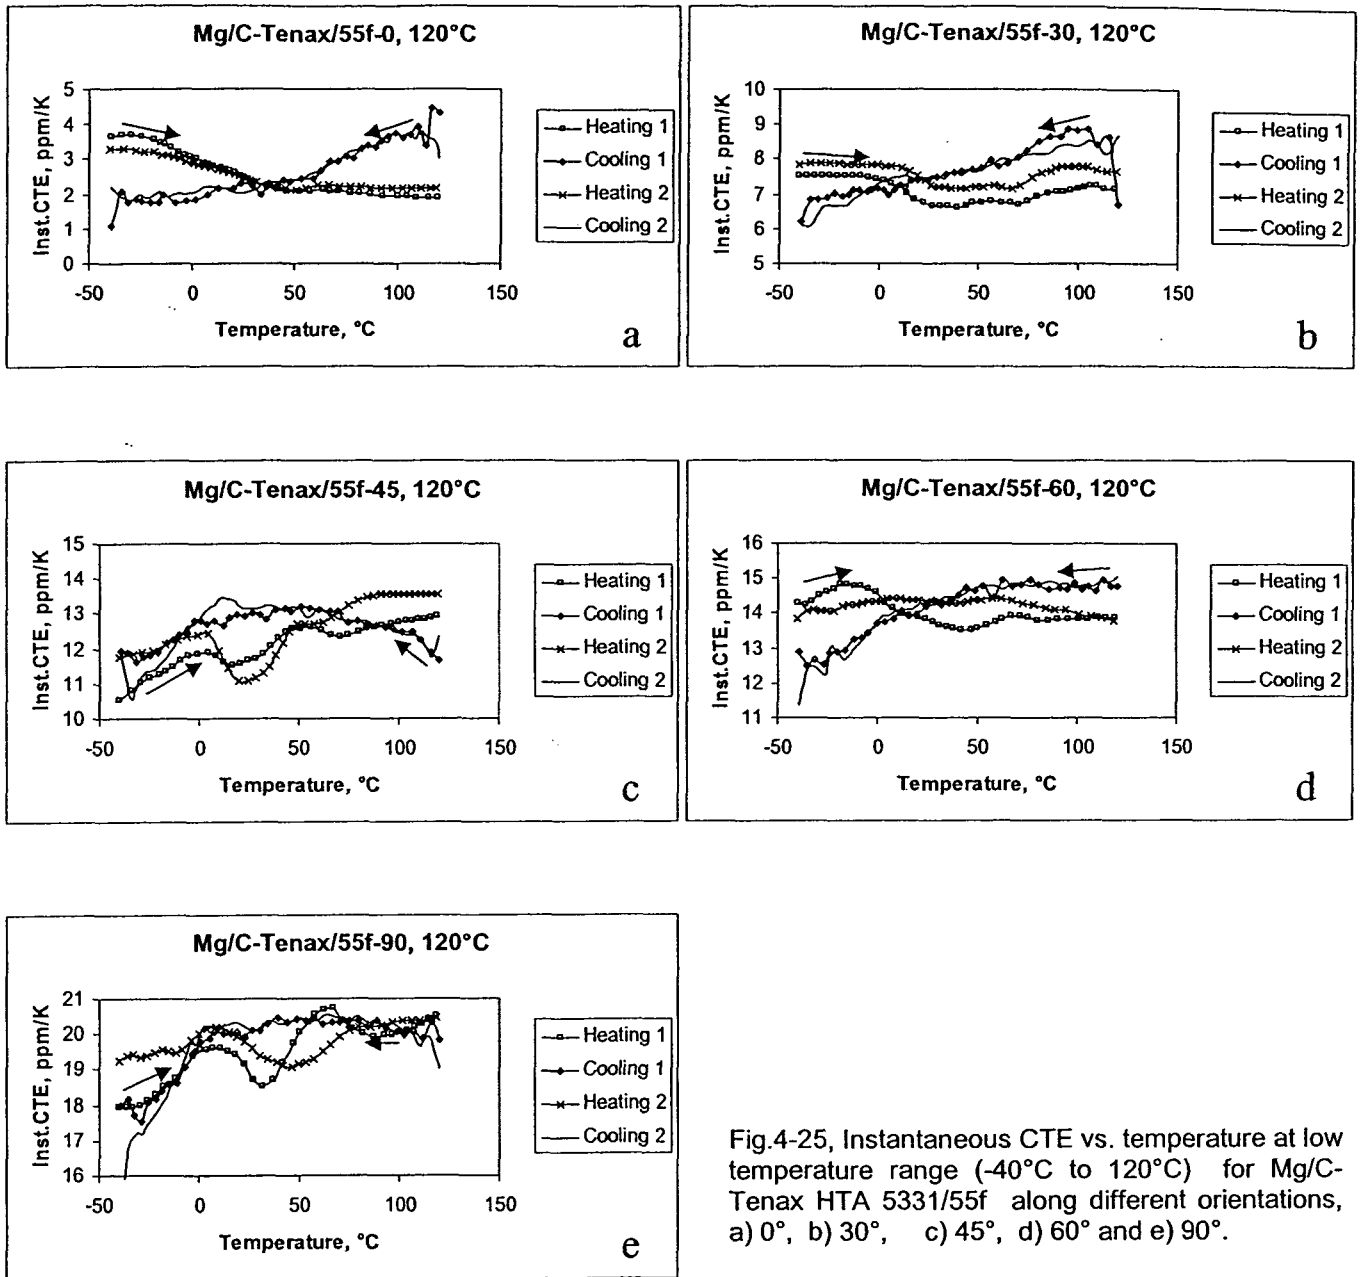 Mg/C-Tenax/55f-0, 120°C
Inst.CTE, ppm/K
5
4
3
2
1
0
-50
0
50
100
150
Temperature, °C
Heating 1
Cooling 1
Heating 2
Cooling 2
a
Mg/C-Tenax/55f-30, 120°C
Inst.CTE, ppm/K
10
9
8
7
6
5
-50
0
50
100
150
Temperature, °C
Heating 1
Cooling 1
Heating 2
Cooling 2
b
Mg/C-Tenax/55f-45, 120°C
Inst.CTE, ppm/K
15
14
13
12
11
10
-50
0
50
100
150
Temperature, °C
Heating 1
Cooling 1
Heating 2
Cooling 2
c
Mg/C-Tenax/55f-60, 120°C
Inst.CTE, ppm/K
16
15
14
13
12
11
-50
0
50
100
150
Temperature, °C
Heating 1
Cooling 1
Heating 2
Cooling 2
d
Mg/C-Tenax/55f-90, 120°C
Inst.CTE, ppm/K
21
20
19
18
17
16
-50
0
50
100
150
Temperature, °C
Heating 1
Cooling 1
Heating 2
Cooling 2
e
Fig.4-25, Instantaneous CTE vs. temperature at low
temperature range (-40°C to 120°C) for Mg/C-
Tenax HTA 5331/55f along different orientations,
a) 0°, b) 30°, c) 45°, d) 60° and e) 90°.